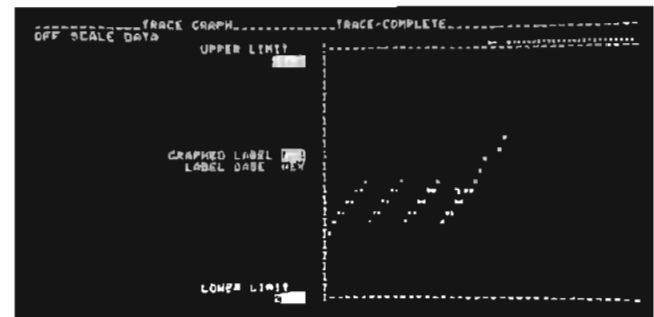 TRACE GRAPH TRACE-COMPLETE
OFF SCALE DATA
UPPER LIMIT
GRAPHED LABEL
LABEL BASE HEX
LOWER LIMIT